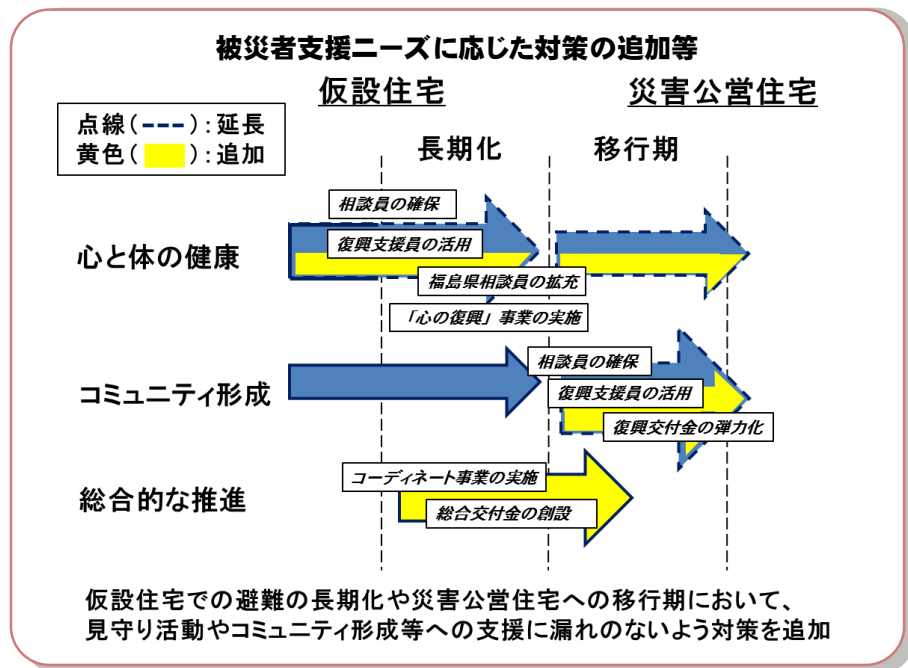 被災者支援ニーズに応じた対策の追加等
仮設住宅
災害公営住宅
点線(---):延長
黄色( ):追加
長期化
移行期
心と体の健康
相談員の確保
復興支援員の活用
福島県相談員の拡充
「心の復興」事業の実施
コミュニティ形成
相談員の確保
復興支援員の活用
復興交付金の弾力化
総合的な推進
コーディネート事業の実施
総合交付金の創設
仮設住宅での避難の長期化や災害公営住宅への移行期において、
見守り活動やコミュニティ形成等への支援に漏れのないよう対策を追加